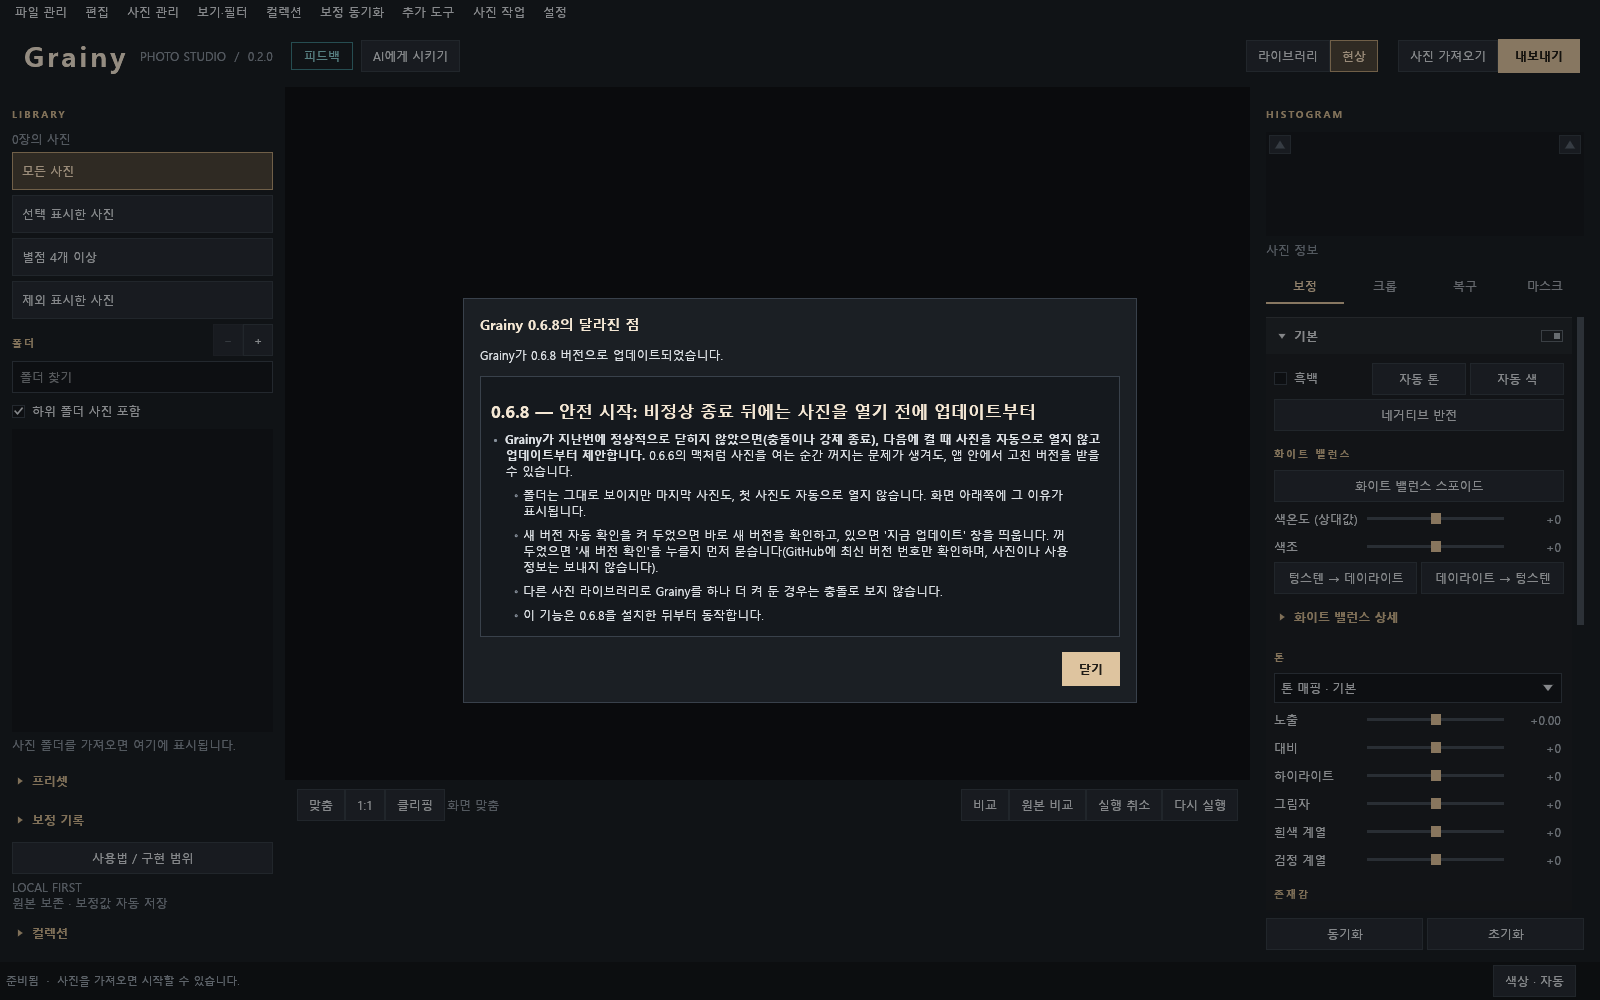 파일 관리 편집 사진 관리 보기·필터 컬렉션 보정 동기화 추가 도구 사진 작업 설정
Grainy PHOTO STUDIO / 0.2.0 피드백 AI에게 시키기 라이브러리 현상 사진 가져오기 내보내기
LIBRARY
0장의 사진
모든 사진
선택 표시한 사진
별점 4개 이상
제외 표시한 사진
폴더 − +
폴더 찾기
하위 폴더 사진 포함
사진 폴더를 가져오면 여기에 표시됩니다.
프리셋
보정 기록
사용법 / 구현 범위
LOCAL FIRST
원본 보존 · 보정값 자동 저장
컬렉션
Grainy 0.6.8의 달라진 점
Grainy가 0.6.8 버전으로 업데이트되었습니다.
0.6.8 — 안전 시작: 비정상 종료 뒤에는 사진을 열기 전에 업데이트부터
• Grainy가 지난번에 정상적으로 닫히지 않았으면(충돌이나 강제 종료), 다음에 켤 때 사진을 자동으로 열지 않고
업데이트부터 제안합니다. 0.6.6의 맥처럼 사진을 여는 순간 꺼지는 문제가 생겨도, 앱 안에서 고친 버전을 받을
수 있습니다.
• 폴더는 그대로 보이지만 마지막 사진도, 첫 사진도 자동으로 열지 않습니다. 화면 아래쪽에 그 이유가
표시됩니다.
• 새 버전 자동 확인을 켜 두었으면 바로 새 버전을 확인하고, 있으면 '지금 업데이트' 창을 띄웁니다. 꺼
두었으면 '새 버전 확인'을 누를지 먼저 묻습니다(GitHub에 최신 버전 번호만 확인하며, 사진이나 사용
정보는 보내지 않습니다).
• 다른 사진 라이브러리로 Grainy를 하나 더 켜 둔 경우는 충돌로 보지 않습니다.
• 이 기능은 0.6.8을 설치한 뒤부터 동작합니다.
닫기
맞춤 1:1 클리핑 화면 맞춤 비교 원본 비교 실행 취소 다시 실행
HISTOGRAM
사진 정보
보정 크롭 복구 마스크
기본
흑백 자동 톤 자동 색
네거티브 반전
화이트 밸런스
화이트 밸런스 스포이드
색온도 (상대값) +0
색조 +0
텅스텐 → 데이라이트 데이라이트 → 텅스텐
화이트 밸런스 상세
톤
톤 매핑 · 기본
노출 +0.00
대비 +0
하이라이트 +0
그림자 +0
흰색 계열 +0
검정 계열 +0
존재감
동기화 초기화
준비됨 · 사진을 가져오면 시작할 수 있습니다. 색상 · 자동